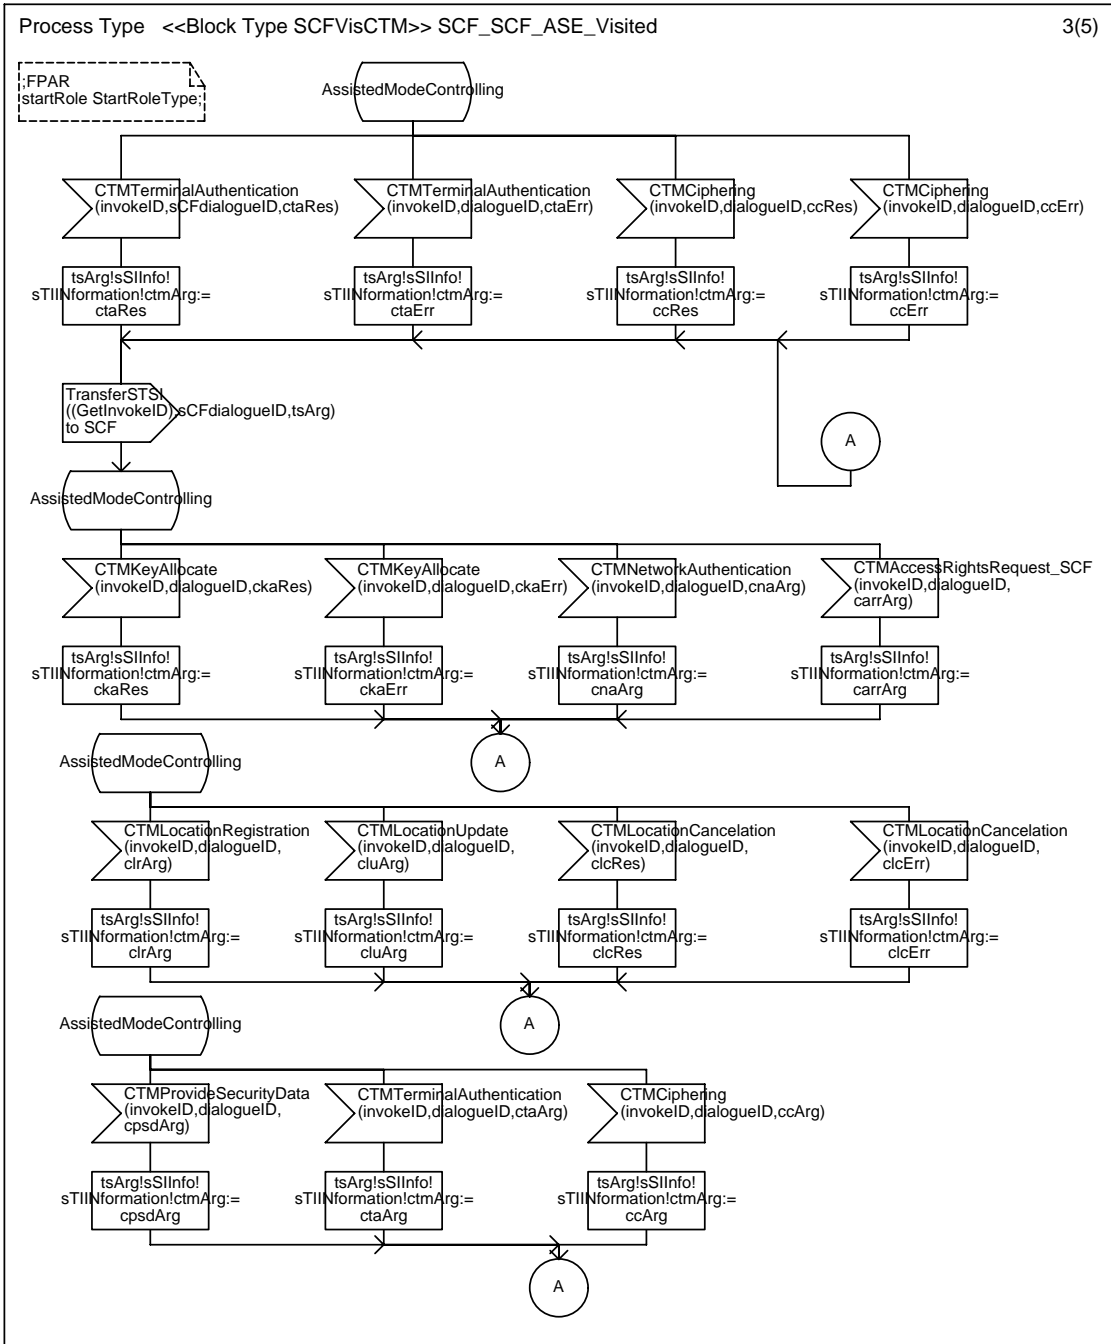 Process Type   <<Block Type SCFVisCTM>> SCF_SCF_ASE_Visited
3(5)
;FPAR
startRole StartRoleType;
AssistedModeControlling
CTMTerminalAuthentication
(invokeID,sCFdialogueID,ctaRes)
CTMTerminalAuthentication
(invokeID,dialogueID,ctaErr)
CTMCiphering
(invokeID,dialogueID,ccRes)
CTMCiphering
(invokeID,dialogueID,ccErr)
tsArg!sSIInfo!
sTIINformation!ctmArg:=
ctaRes
tsArg!sSIInfo!
sTIINformation!ctmArg:=
ctaErr
tsArg!sSIInfo!
sTIINformation!ctmArg:=
ccRes
tsArg!sSIInfo!
sTIINformation!ctmArg:=
ccErr
TransferSTSI
((GetInvokeID),sCFdialogueID,tsArg)
to SCF
A
AssistedModeControlling
CTMKeyAllocate
(invokeID,dialogueID,ckaRes)
CTMKeyAllocate
(invokeID,dialogueID,ckaErr)
CTMNetworkAuthentication
(invokeID,dialogueID,cnaArg)
CTMAccessRightsRequest_SCF
(invokeID,dialogueID,
carrArg)
tsArg!sSIInfo!
sTIINformation!ctmArg:=
ckaRes
tsArg!sSIInfo!
sTIINformation!ctmArg:=
ckaErr
tsArg!sSIInfo!
sTIINformation!ctmArg:=
cnaArg
tsArg!sSIInfo!
sTIINformation!ctmArg:=
carrArg
A
AssistedModeControlling
CTMLocationRegistration
(invokeID,dialogueID,
clrArg)
CTMLocationUpdate
(invokeID,dialogueID,
cluArg)
CTMLocationCancelation
(invokeID,dialogueID,
clcRes)
CTMLocationCancelation
(invokeID,dialogueID,
clcErr)
tsArg!sSIInfo!
sTIINformation!ctmArg:=
clrArg
tsArg!sSIInfo!
sTIINformation!ctmArg:=
cluArg
tsArg!sSIInfo!
sTIINformation!ctmArg:=
clcRes
tsArg!sSIInfo!
sTIINformation!ctmArg:=
clcErr
A
AssistedModeControlling
CTMProvideSecurityData
(invokeID,dialogueID,
cpsdArg)
CTMTerminalAuthentication
(invokeID,dialogueID,ctaArg)
CTMCiphering
(invokeID,dialogueID,ccArg)
tsArg!sSIInfo!
sTIINformation!ctmArg:=
cpsdArg
tsArg!sSIInfo!
sTIINformation!ctmArg:=
ctaArg
tsArg!sSIInfo!
sTIINformation!ctmArg:=
ccArg
A